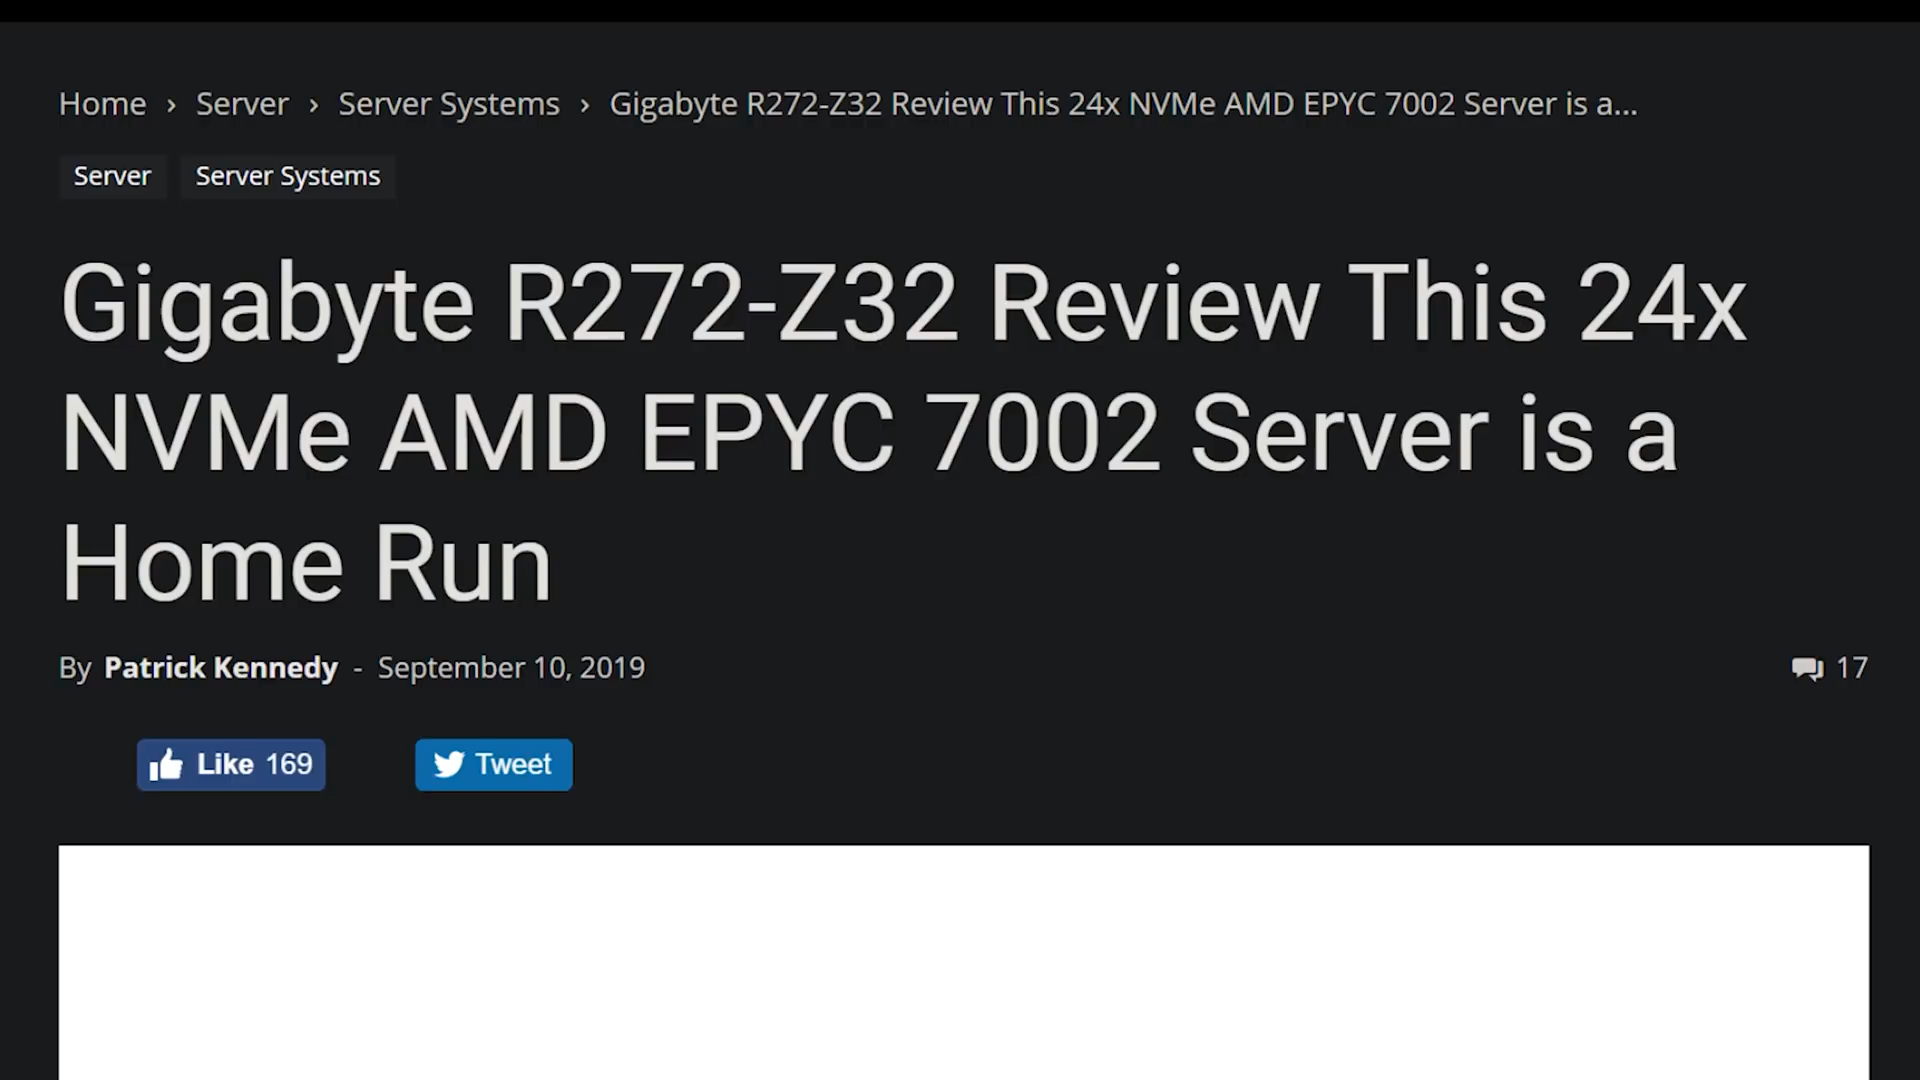 Home › Server › Server Systems › Gigabyte R272-Z32 Review This 24x NVMe AMD EPYC 7002 Server is a...
Server Server Systems
Gigabyte R272-Z32 Review This 24x
NVMe AMD EPYC 7002 Server is a
Home Run
By Patrick Kennedy - September 10, 2019 17
Like 169 Tweet